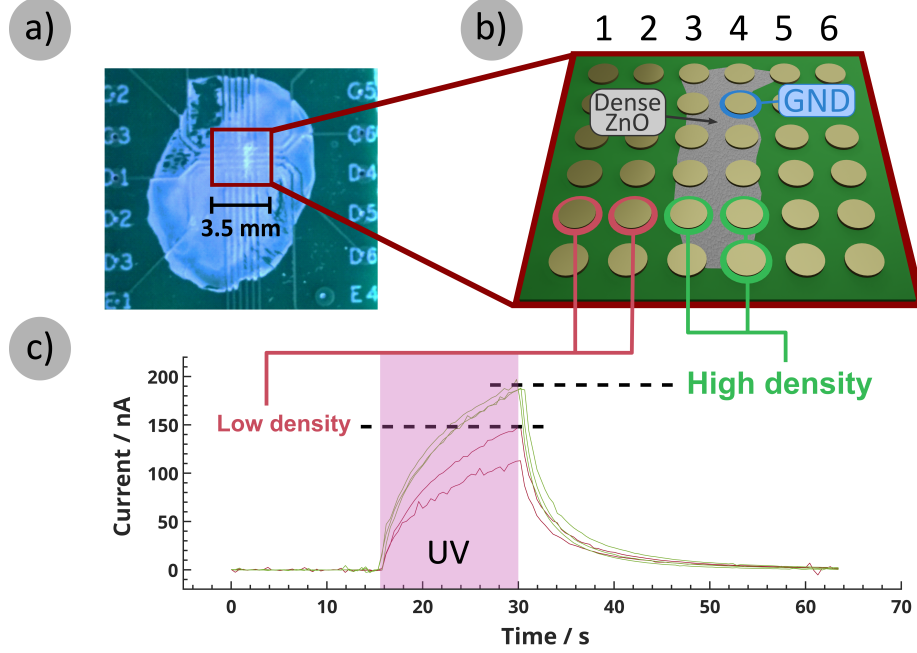 a)
b)
1 2 3 4 5 6
G2
G5
G3
C6
D1
D4
D2
D5
D3
D6
E1
E4
3.5 mm
Dense
ZnO
GND
c)
High density
Low density
UV
Current / nA
200
150
100
50
0
0 10 20 30 40 50 60 70
Time / s